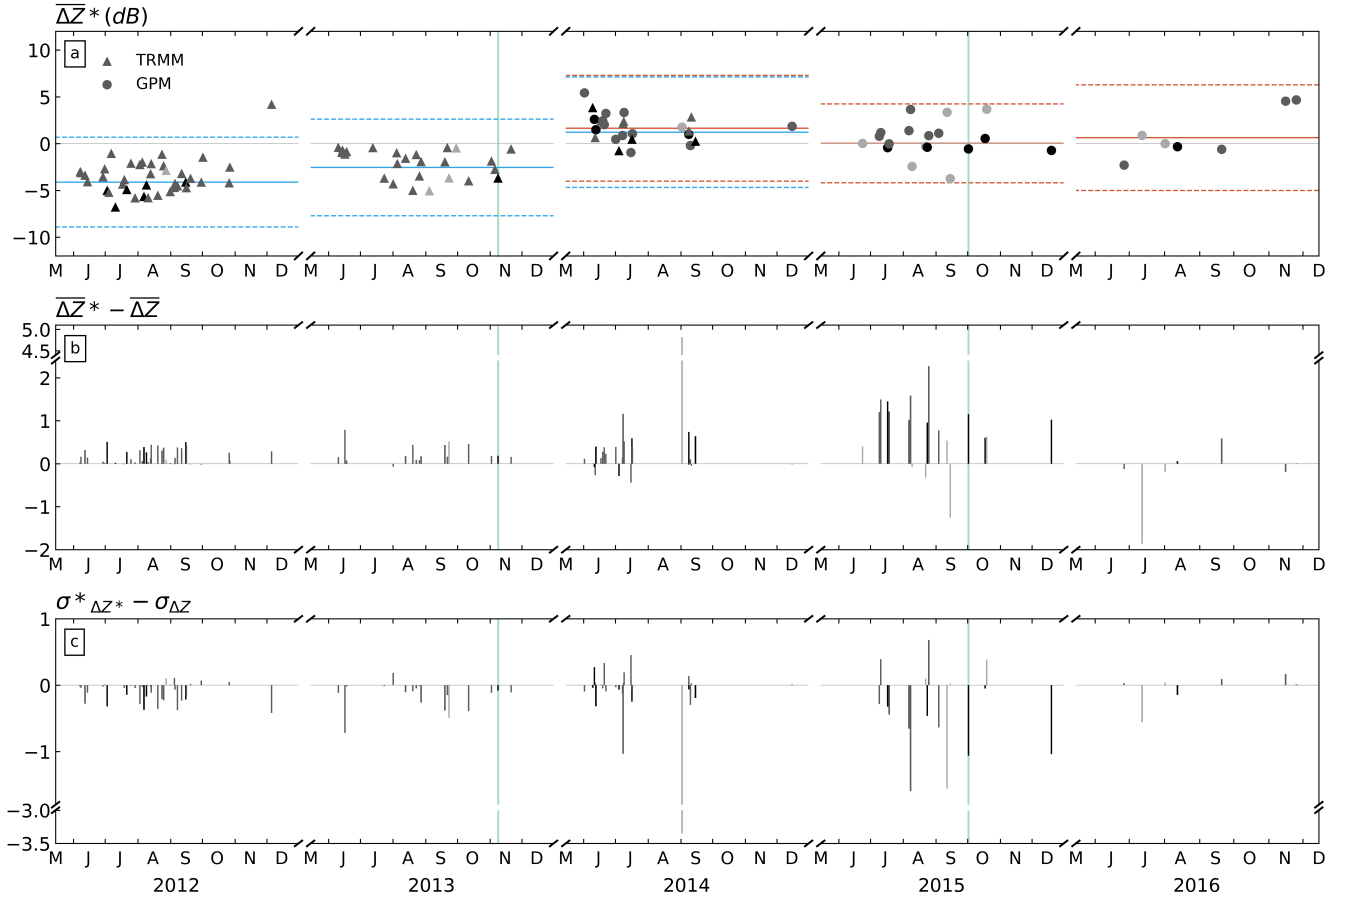 ΔZ * (dB)
10
5
0
−5
−10
a
TRMM
GPM
M J J A S O N D
M J J A S O N D
M J J A S O N D
M J J A S O N D
M J J A S O N D
ΔZ * − ΔZ
5.0
4.5
2
1
0
−1
−2
b
M J J A S O N D
M J J A S O N D
M J J A S O N D
M J J A S O N D
M J J A S O N D
σ*ΔZ* − σΔZ
1
0
−1
−3.0
−3.5
c
M J J A S O N D
M J J A S O N D
M J J A S O N D
M J J A S O N D
M J J A S O N D
2012 2013 2014 2015 2016